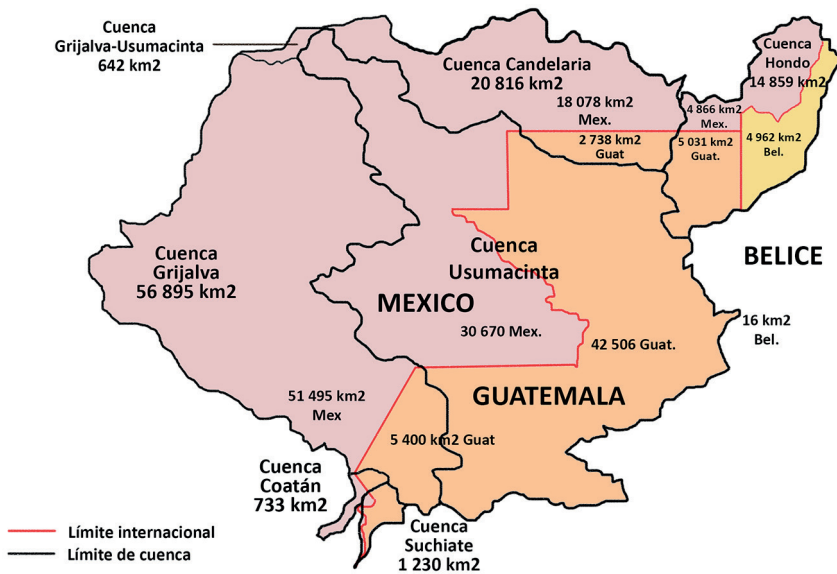 Cuenca
Grijalva-Usumacinta
642 km2
Cuenca Candelaria
20 816 km2
18 078 km2
Mex.
2 738 km2
Guat
Cuenca
Hondo
14 859 km2
4 866 km2
Mex.
5 031 km2
Guat.
4 962 km2
Bel.
Cuenca
Grijalva
56 895 km2
Cuenca
Usumacinta
BELICE
MEXICO
30 670 Mex.
42 506 Guat.
16 km2
Bel.
51 495 km2
Mex
GUATEMALA
5 400 km2 Guat
Cuenca
Coatán
733 km2
Cuenca
Suchiate
1 230 km2
Límite internacional
Límite de cuenca